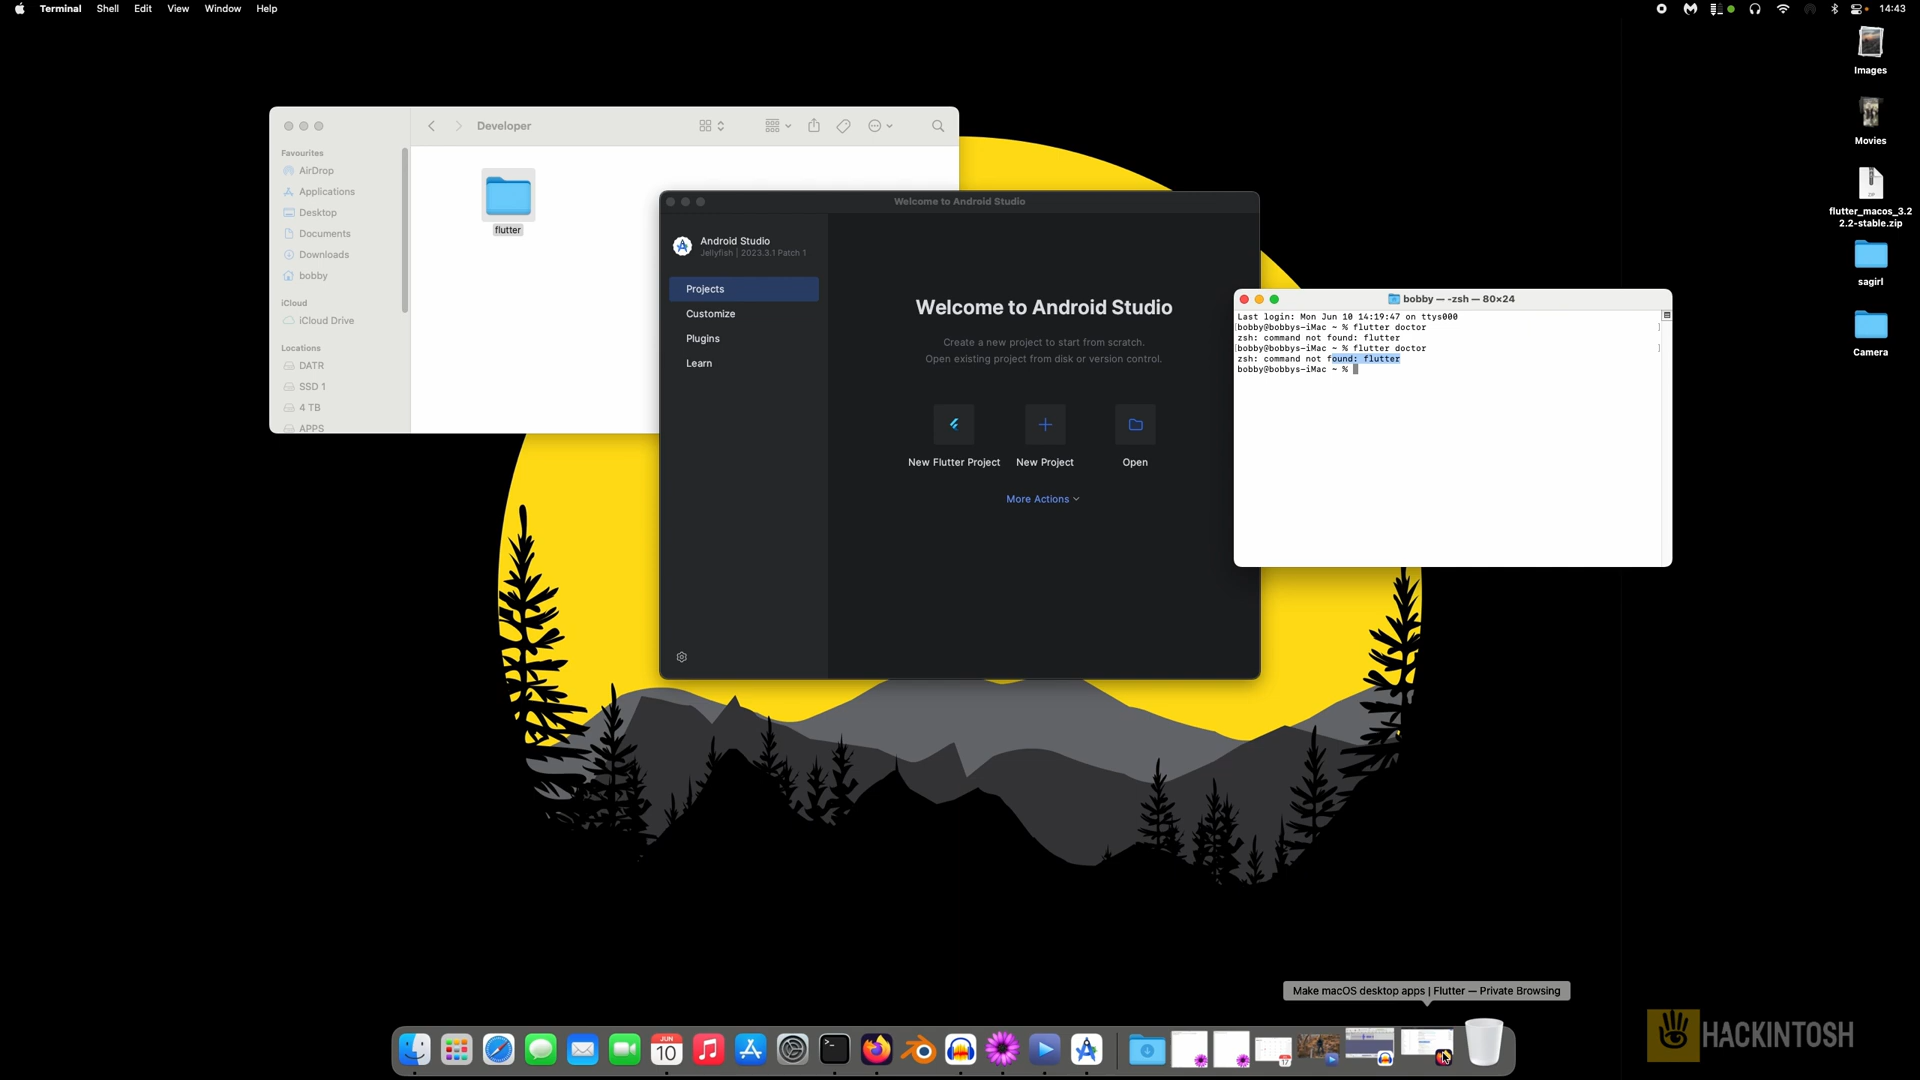 Terminal Shell Edit View Window Help
14:43
Images
Movies
ZIP
flutter_macos_3.2
2.2-stable.zip
sagirl
Camera
Developer
Favourites
AirDrop
Applications
Desktop
Documents
Downloads
bobby
iCloud
iCloud Drive
Locations
DATR
SSD 1
4 TB
APPS
flutter
Welcome to Android Studio
Android Studio
Jellyfish | 2023.3.1 Patch 1
Projects
Customize
Plugins
Learn
Welcome to Android Studio
Create a new project to start from scratch.
Open existing project from disk or version control.
New Flutter Project New Project Open
More Actions
bobby — -zsh — 80×24
Last login: Mon Jun 10 14:19:47 on ttys000
[bobby@bobbys-iMac ~ % flutter doctor ]
zsh: command not found: flutter
[bobby@bobbys-iMac ~ % flutter doctor ]
zsh: command not found: flutter
bobby@bobbys-iMac ~ %
Make macOS desktop apps | Flutter — Private Browsing
JUN
10
17
HACKINTOSH